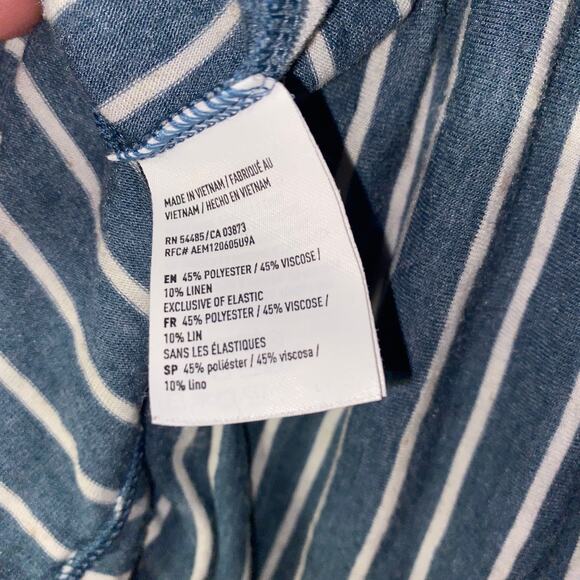 MADE IN VIETNAM / FABRIQUÉ AU
VIETNAM / HECHO EN VIETNAM
RN 54485/CA 03873
RFC# AEM120605U9A
EN 45% POLYESTER / 45% VISCOSE /
10% LINEN
EXCLUSIVE OF ELASTIC
FR 45% POLYESTER / 45% VISCOSE /
10% LIN
SANS LES ÉLASTIQUES
SP 45% poliéster / 45% viscosa /
10% lino